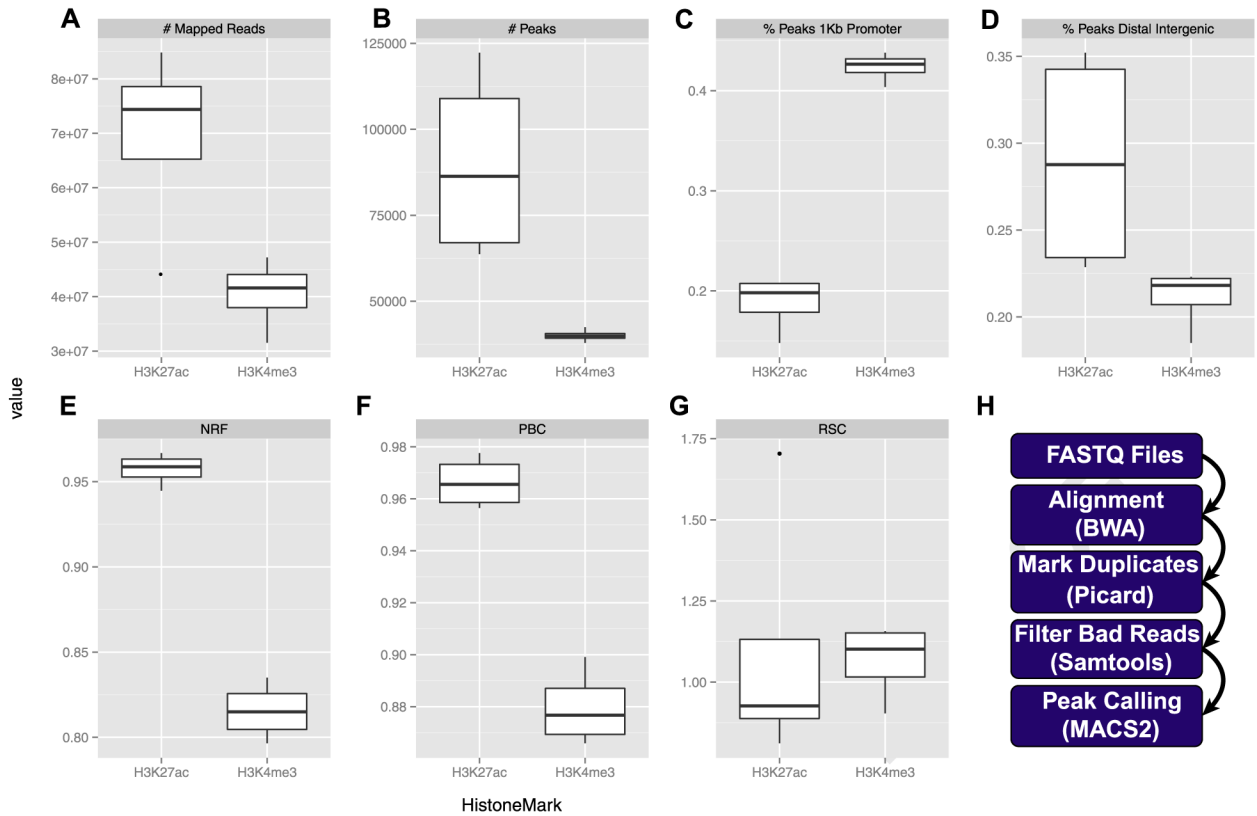 A
# Mapped Reads
8e+07
7e+07
6e+07
5e+07
4e+07
3e+07
H3K27ac H3K4me3
B
# Peaks
125000
100000
75000
50000
H3K27ac H3K4me3
C
% Peaks 1Kb Promoter
0.4
0.3
0.2
H3K27ac H3K4me3
D
% Peaks Distal Intergenic
0.35
0.30
0.25
0.20
H3K27ac H3K4me3
value
E
NRF
0.95
0.90
0.85
0.80
H3K27ac H3K4me3
F
PBC
0.98
0.96
0.94
0.92
0.90
0.88
H3K27ac H3K4me3
G
RSC
1.75
1.50
1.25
1.00
H3K27ac H3K4me3
H
FASTQ Files
Alignment
(BWA)
Mark Duplicates
(Picard)
Filter Bad Reads
(Samtools)
Peak Calling
(MACS2)
HistoneMark